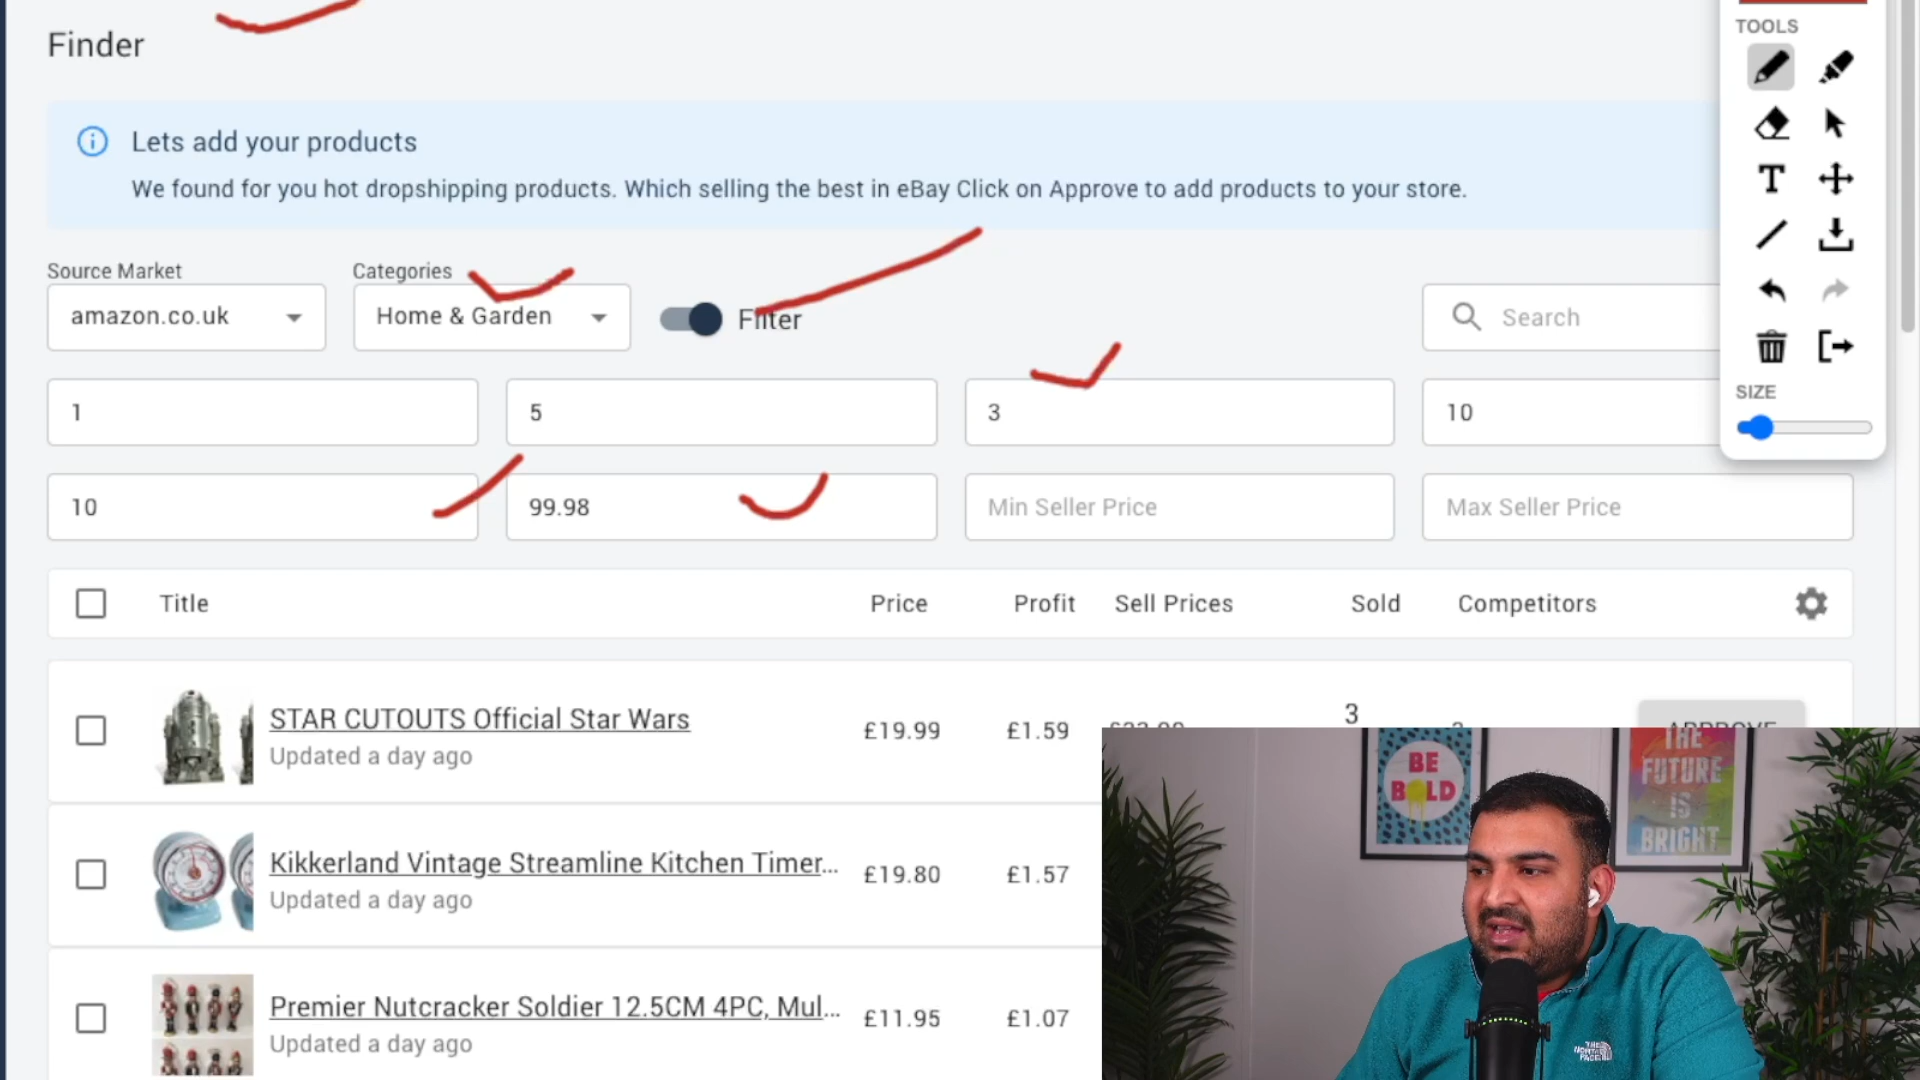 TOOLS
Finder
Lets add your products
We found for you hot dropshipping products. Which selling the best in eBay Click on Approve to add products to your store.
Source Market
Categories
amazon.co.uk
Home & Garden
Filter
Search
T
SIZE
1
5
3
10
10
99.98
Min Seller Price
Max Seller Price
Title
Price
Profit
Sell Prices
Sold
Competitors
STAR CUTOUTS Official Star Wars
Updated a day ago
£19.99
£1.59
3
APPROVE
Kikkerland Vintage Streamline Kitchen Timer...
Updated a day ago
£19.80
£1.57
Premier Nutcracker Soldier 12.5CM 4PC, Mul...
Updated a day ago
£11.95
£1.07
BE
BOLD
THE
FUTURE
IS
BRIGHT
THE
NORTH
FACE